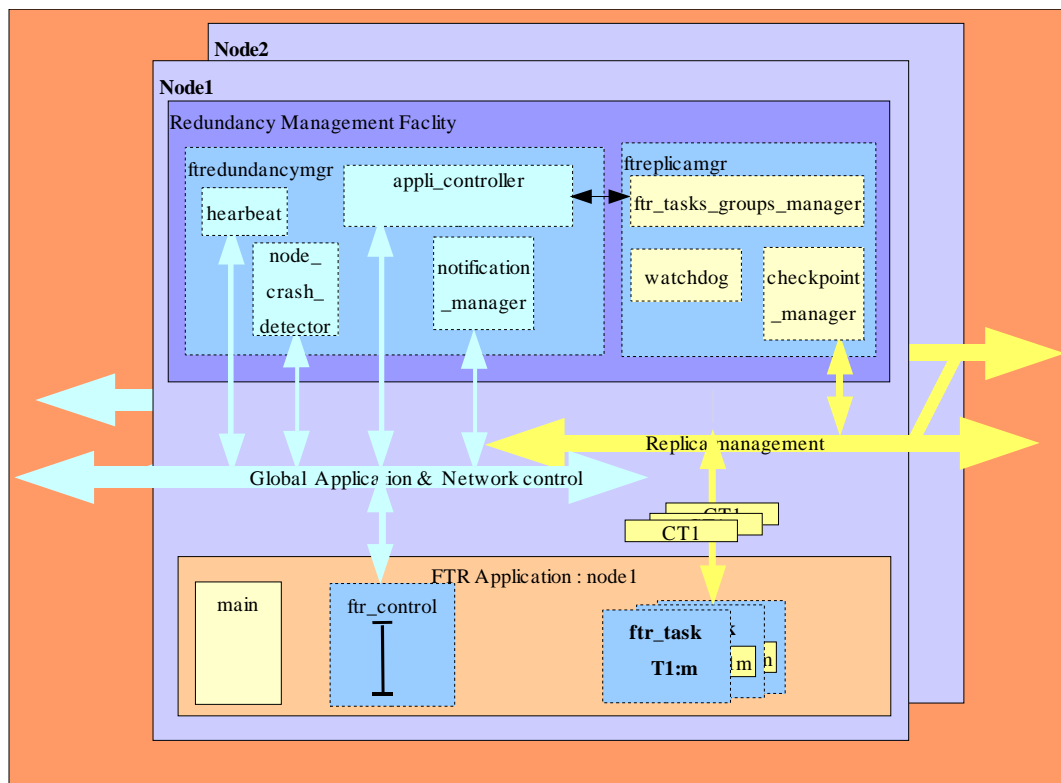 Node2
Node1
Redundancy Management Faclity
ftredundancymgr
appli_controller
hearbeat
node_
crash_
detector
notification
_manager
ftreplicamgr
ftr_tasks_groups_manager
watchdog
checkpoint
_manager
Replica management
Global Application & Network control
CT1
CT1
FTR Application : node1
main
ftr_control
ftr_task
T1:m
k
1m
m